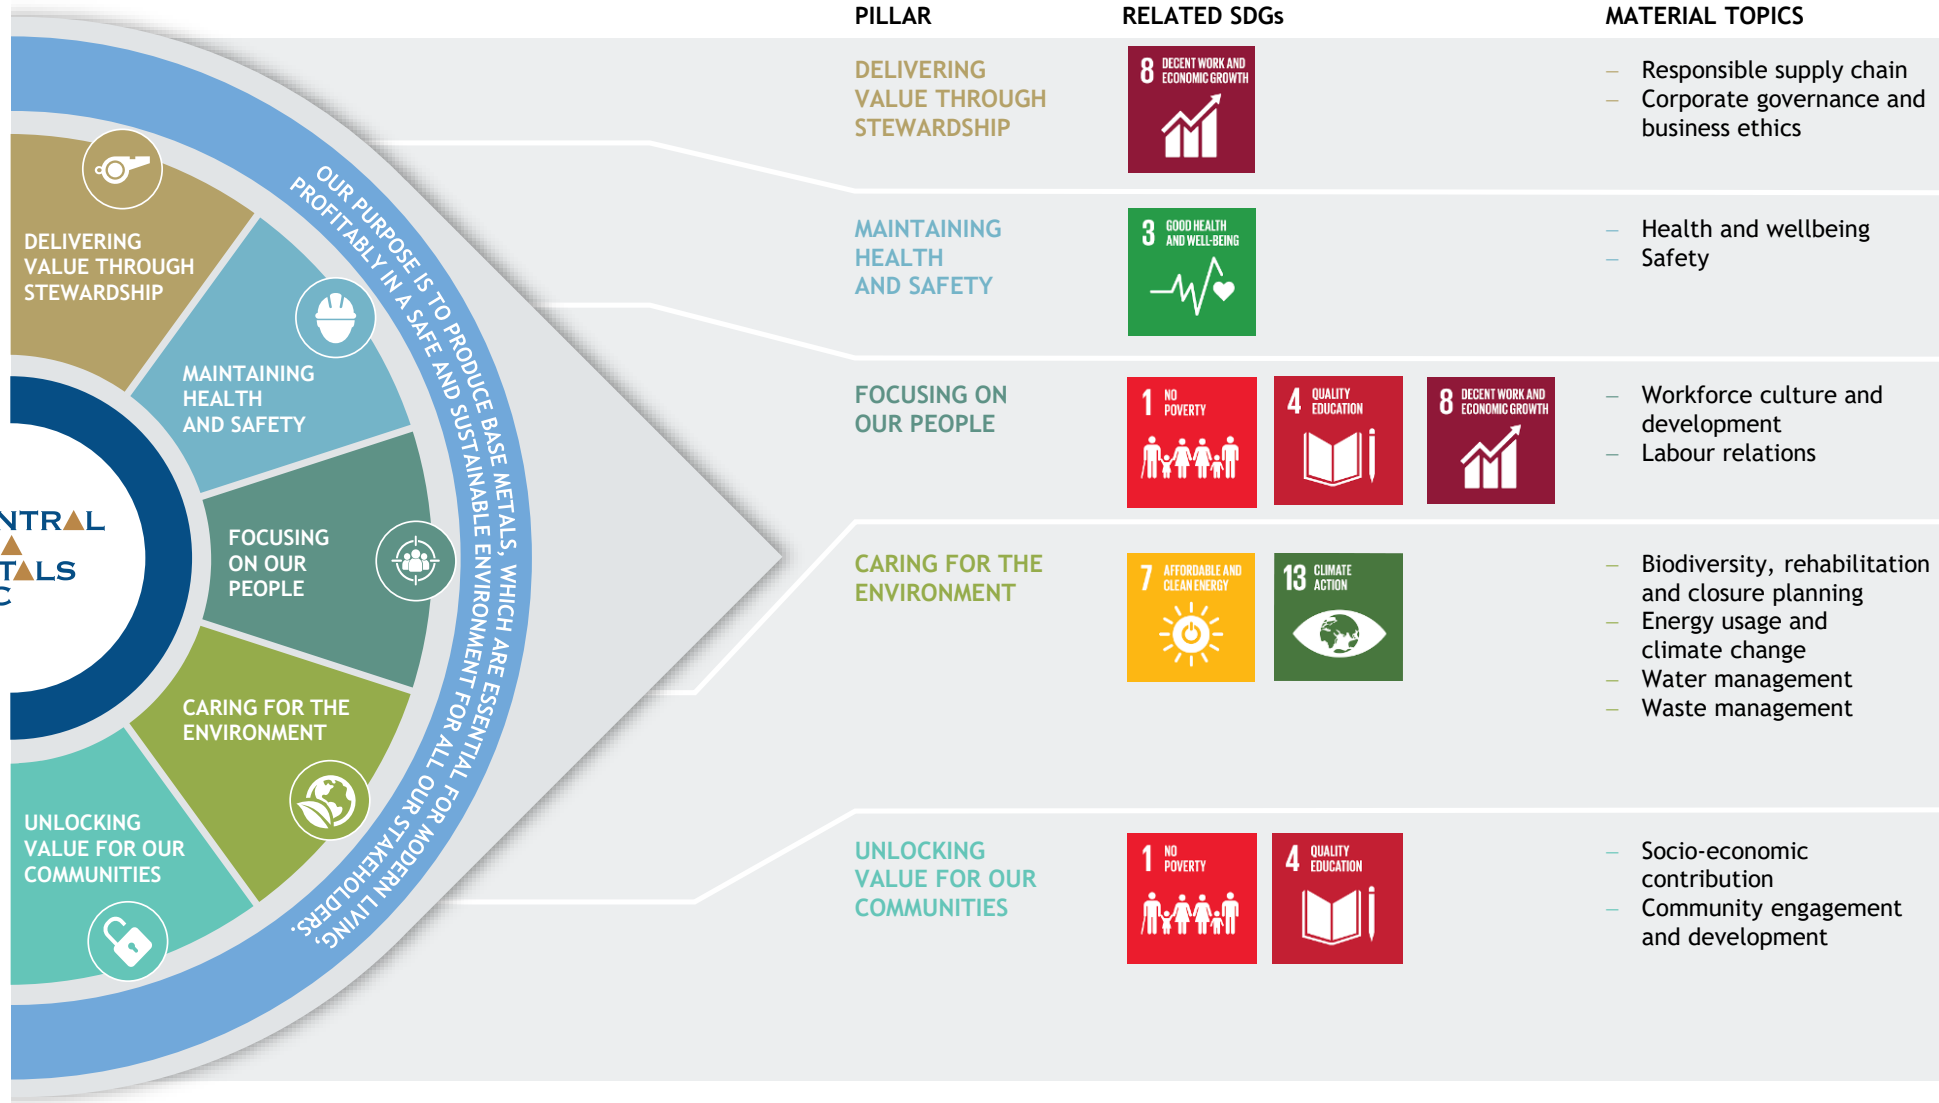 PILLAR
RELATED SDGs
MATERIAL TOPICS
DELIVERING
VALUE THROUGH
STEWARDSHIP
8 DECENT WORK AND
ECONOMIC GROWTH
– Responsible supply chain
– Corporate governance and
business ethics
MAINTAINING
HEALTH
AND SAFETY
3 GOOD HEALTH
AND WELL-BEING
– Health and wellbeing
– Safety
FOCUSING ON
OUR PEOPLE
1 NO
POVERTY
4 QUALITY
EDUCATION
8 DECENT WORK AND
ECONOMIC GROWTH
– Workforce culture and
development
– Labour relations
CARING FOR THE
ENVIRONMENT
7 AFFORDABLE AND
CLEAN ENERGY
13 CLIMATE
ACTION
– Biodiversity, rehabilitation
and closure planning
– Energy usage and
climate change
– Water management
– Waste management
UNLOCKING
VALUE FOR OUR
COMMUNITIES
1 NO
POVERTY
4 QUALITY
EDUCATION
– Socio-economic
contribution
– Community engagement
and development
OUR PURPOSE IS TO PRODUCE BASE METALS, WHICH ARE ESSENTIAL FOR MODERN LIVING,
PROFITABLY IN A SAFE AND SUSTAINABLE ENVIRONMENT FOR ALL OUR STAKEHOLDERS.
DELIVERING
VALUE THROUGH
STEWARDSHIP
MAINTAINING
HEALTH
AND SAFETY
FOCUSING
ON OUR
PEOPLE
CARING FOR THE
ENVIRONMENT
UNLOCKING
VALUE FOR OUR
COMMUNITIES
NTRAL
A
TALS
C